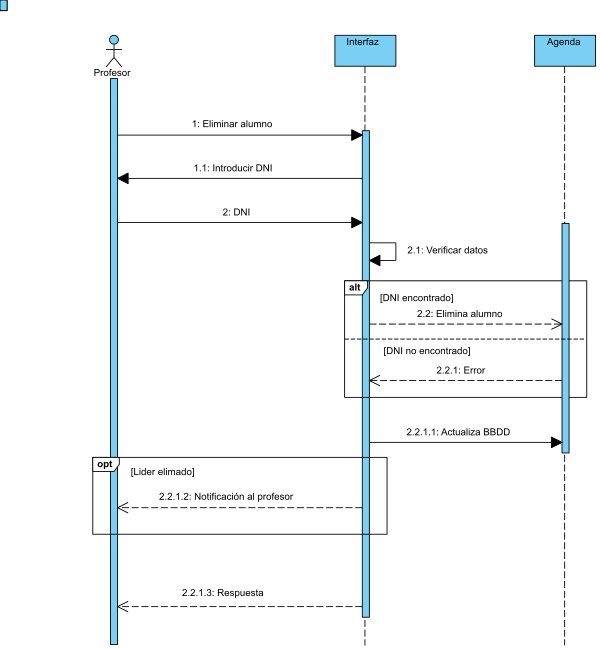 Interfaz
Agenda
Profesor
1: Eliminar alumno
1.1: Introducir DNI
2: DNI
2.1: Verificar datos
alt
[DNI encontrado]
2.2: Elimina alumno
[DNI no encontrado]
2.2.1: Error
2.2.1.1: Actualiza BBDD
opt
[Lider elimado]
2.2.1.2: Notificación al profesor
2.2.1.3: Respuesta